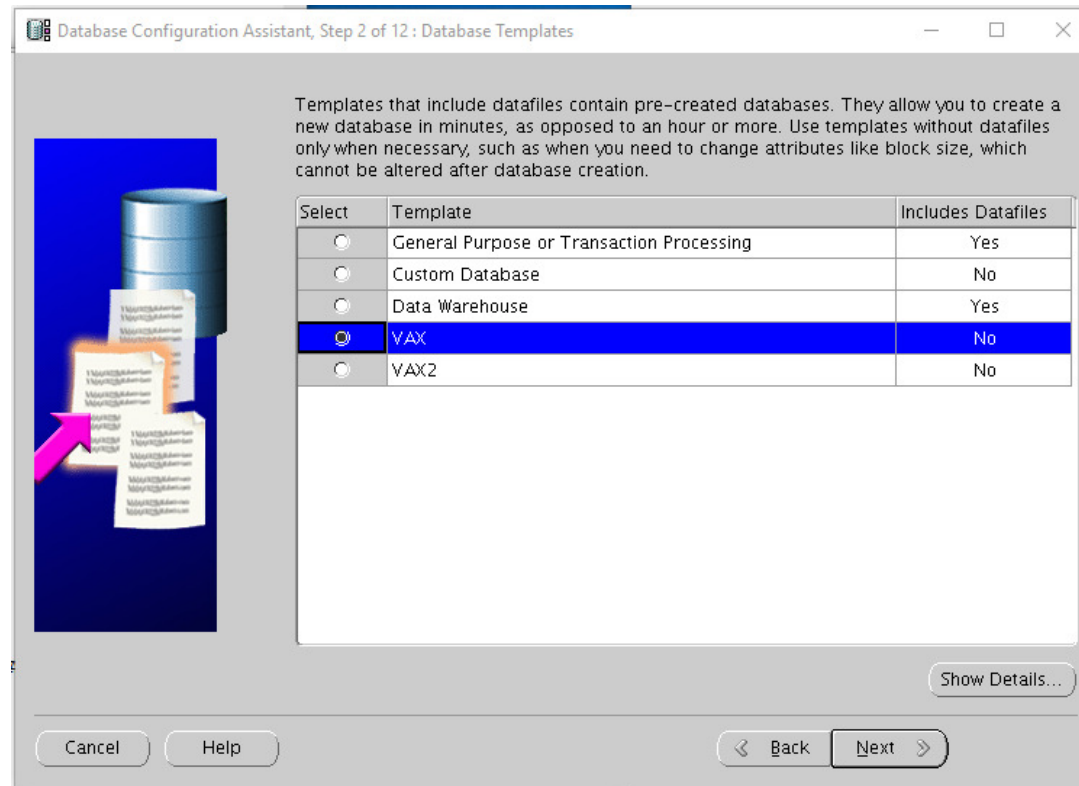 Database Configuration Assistant, Step 2 of 12 : Database Templates
Templates that include datafiles contain pre-created databases. They allow you to create a
new database in minutes, as opposed to an hour or more. Use templates without datafiles
only when necessary, such as when you need to change attributes like block size, which
cannot be altered after database creation.
Select Template Includes Datafiles
General Purpose or Transaction Processing Yes
Custom Database No
Data Warehouse Yes
VAX No
VAX2 No
Show Details...
Cancel Help Back Next